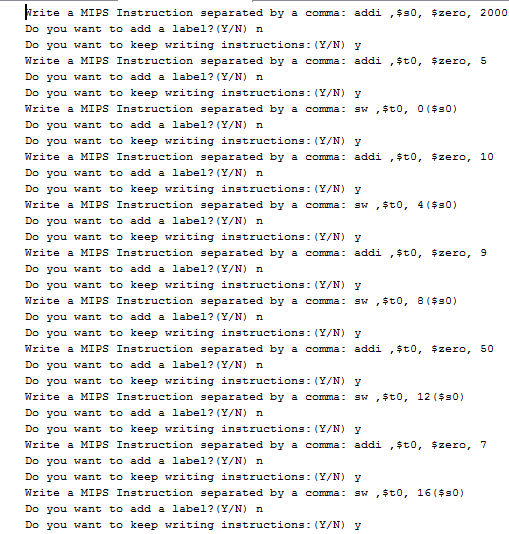 Write a MIPS Instruction separated by a comma: addi ,$s0, $zero, 2000
Do you want to add a label?(Y/N) n
Do you want to keep writing instructions:(Y/N) y
Write a MIPS Instruction separated by a comma: addi ,$t0, $zero, 5
Do you want to add a label?(Y/N) n
Do you want to keep writing instructions:(Y/N) y
Write a MIPS Instruction separated by a comma: sw ,$t0, 0($s0)
Do you want to add a label?(Y/N) n
Do you want to keep writing instructions:(Y/N) y
Write a MIPS Instruction separated by a comma: addi ,$t0, $zero, 10
Do you want to add a label?(Y/N) n
Do you want to keep writing instructions:(Y/N) y
Write a MIPS Instruction separated by a comma: sw ,$t0, 4($s0)
Do you want to add a label?(Y/N) n
Do you want to keep writing instructions:(Y/N) y
Write a MIPS Instruction separated by a comma: addi ,$t0, $zero, 9
Do you want to add a label?(Y/N) n
Do you want to keep writing instructions:(Y/N) y
Write a MIPS Instruction separated by a comma: sw ,$t0, 8($s0)
Do you want to add a label?(Y/N) n
Do you want to keep writing instructions:(Y/N) y
Write a MIPS Instruction separated by a comma: addi ,$t0, $zero, 50
Do you want to add a label?(Y/N) n
Do you want to keep writing instructions:(Y/N) y
Write a MIPS Instruction separated by a comma: sw ,$t0, 12($s0)
Do you want to add a label?(Y/N) n
Do you want to keep writing instructions:(Y/N) y
Write a MIPS Instruction separated by a comma: addi ,$t0, $zero, 7
Do you want to add a label?(Y/N) n
Do you want to keep writing instructions:(Y/N) y
Write a MIPS Instruction separated by a comma: sw ,$t0, 16($s0)
Do you want to add a label?(Y/N) n
Do you want to keep writing instructions:(Y/N) y